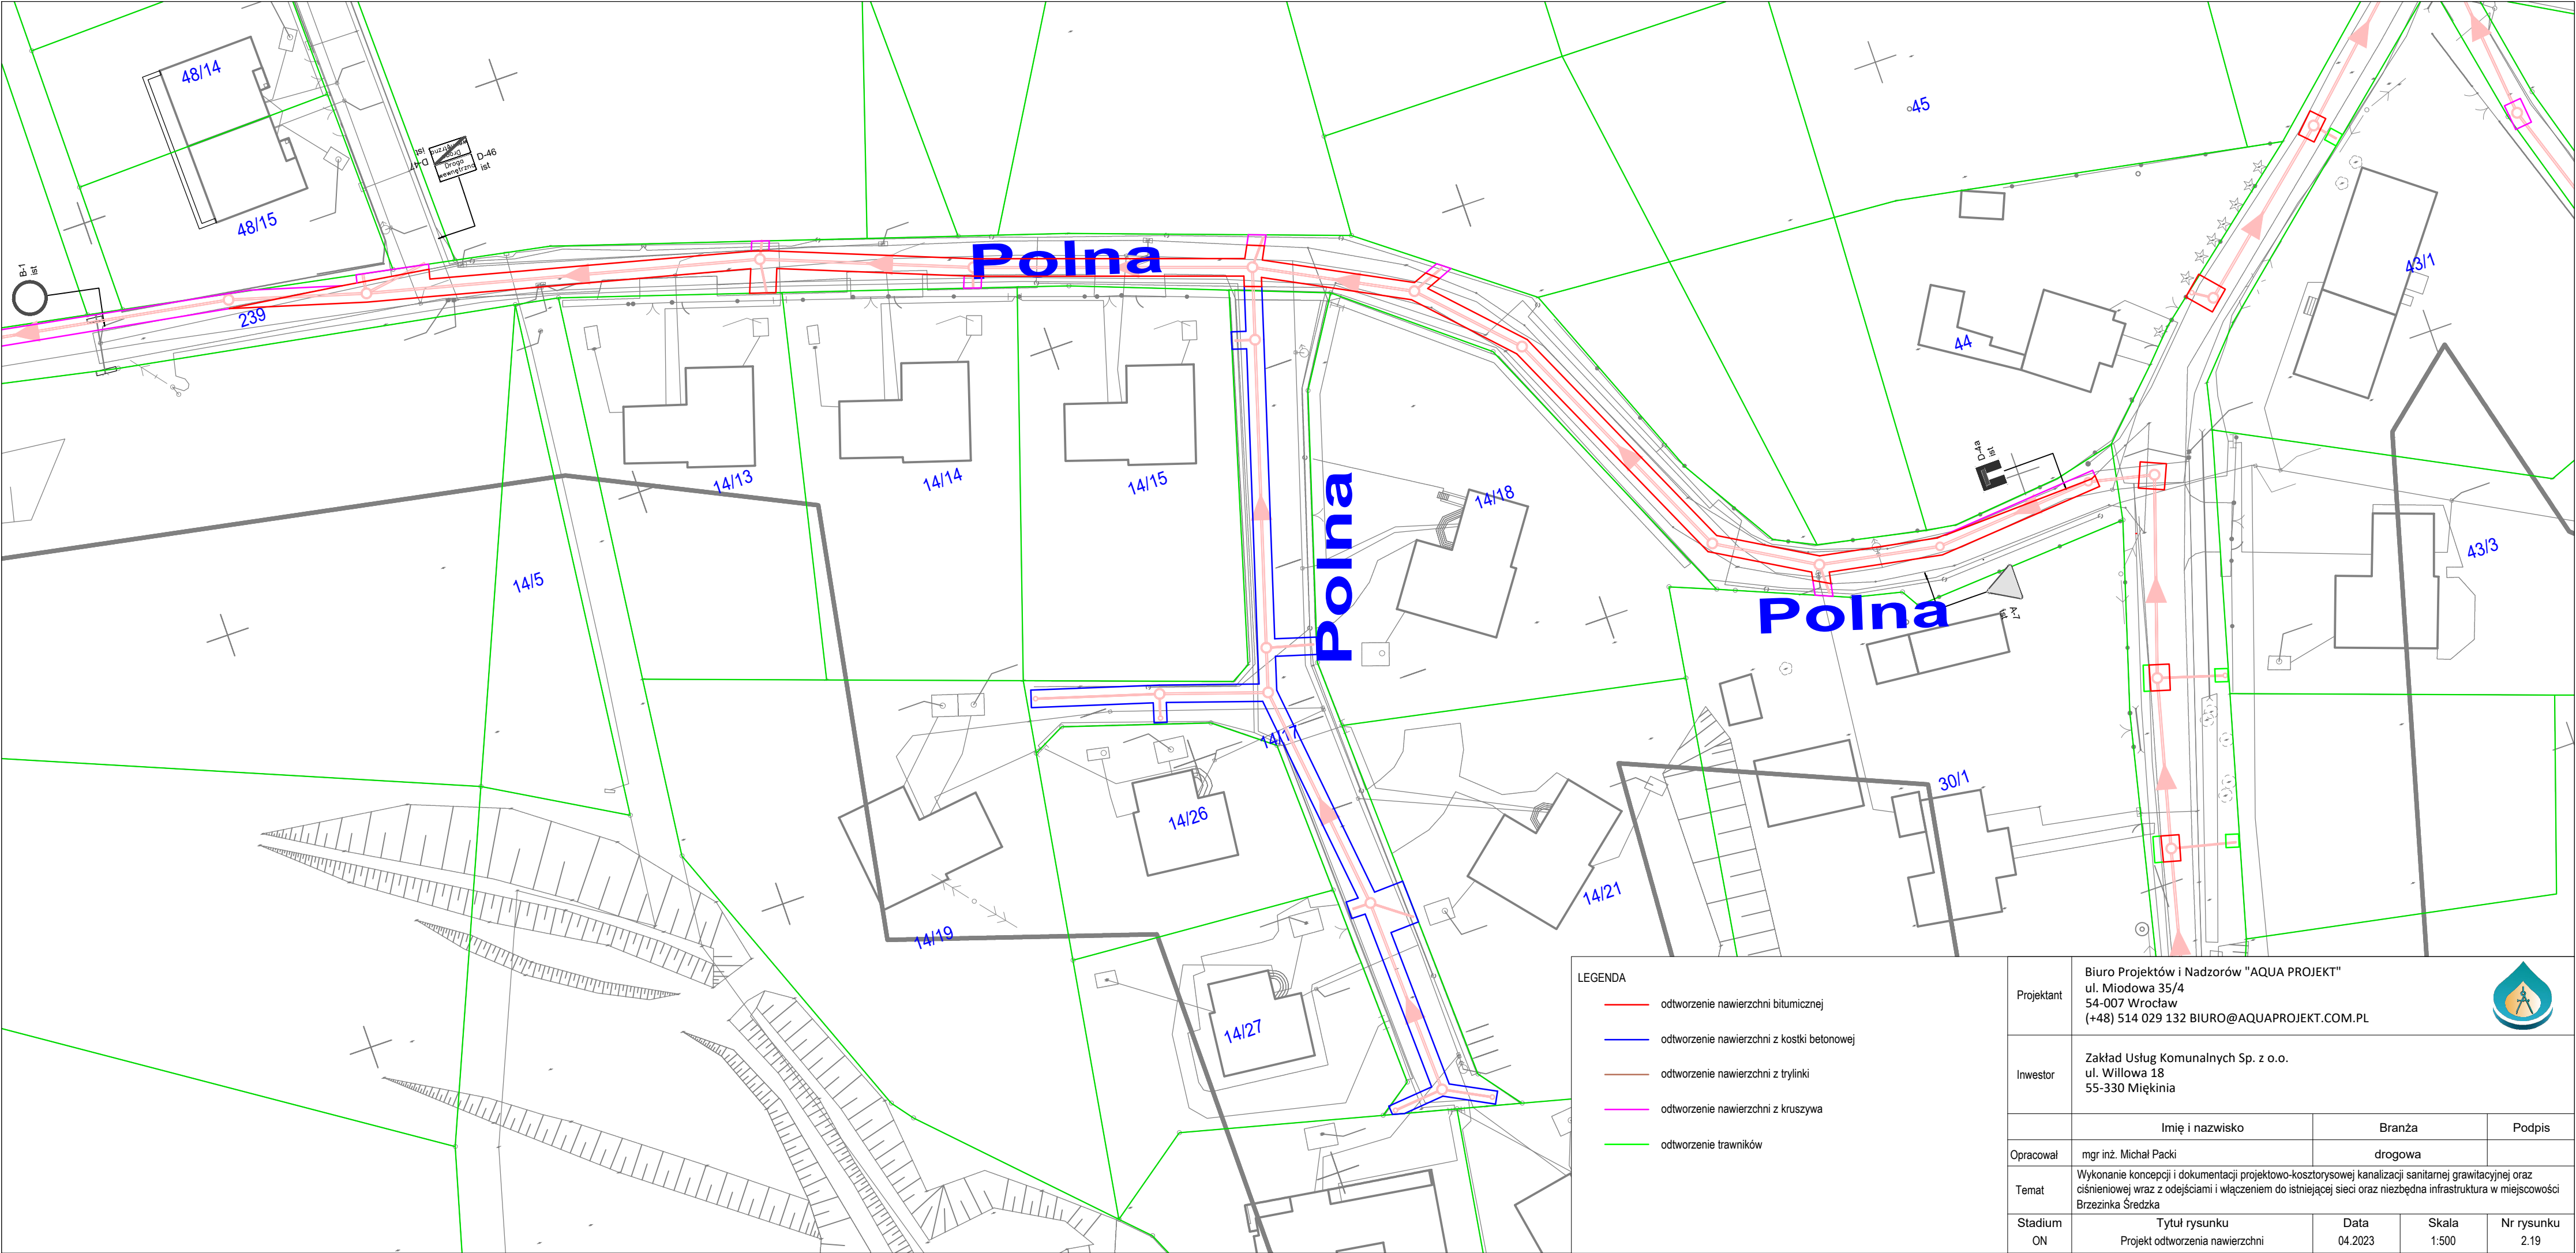 48/14
45
D-47
ist
Droga
wewnętrzna
Droga
wewnętrzna
D-46
ist
48/15
Polna
B-1
ist
239
43/1
44
D-4a
ist
14/13
14/14
14/15
14/18
Polna
43/3
14/5
Polna
A-7
ist
14/17
30/1
14/26
14/21
14/19
14/27
LEGENDA
odtworzenie nawierzchni bitumicznej
odtworzenie nawierzchni z kostki betonowej
odtworzenie nawierzchni z trylinki
odtworzenie nawierzchni z kruszywa
odtworzenie trawników
Projektant
Biuro Projektów i Nadzorów "AQUA PROJEKT"
ul. Miodowa 35/4
54-007 Wrocław
(+48) 514 029 132 BIURO@AQUAPROJEKT.COM.PL
Inwestor
Zakład Usług Komunalnych Sp. z o.o.
ul. Willowa 18
55-330 Miękinia
Imię i nazwisko Branża Podpis
Opracował mgr inż. Michał Packi drogowa
Temat
Wykonanie koncepcji i dokumentacji projektowo-kosztorysowej kanalizacji sanitarnej grawitacyjnej oraz
ciśnieniowej wraz z odejściami i włączeniem do istniejącej sieci oraz niezbędna infrastruktura w miejscowości
Brzezinka Średzka
Stadium Tytuł rysunku Data Skala Nr rysunku
ON Projekt odtworzenia nawierzchni 04.2023 1:500 2.19